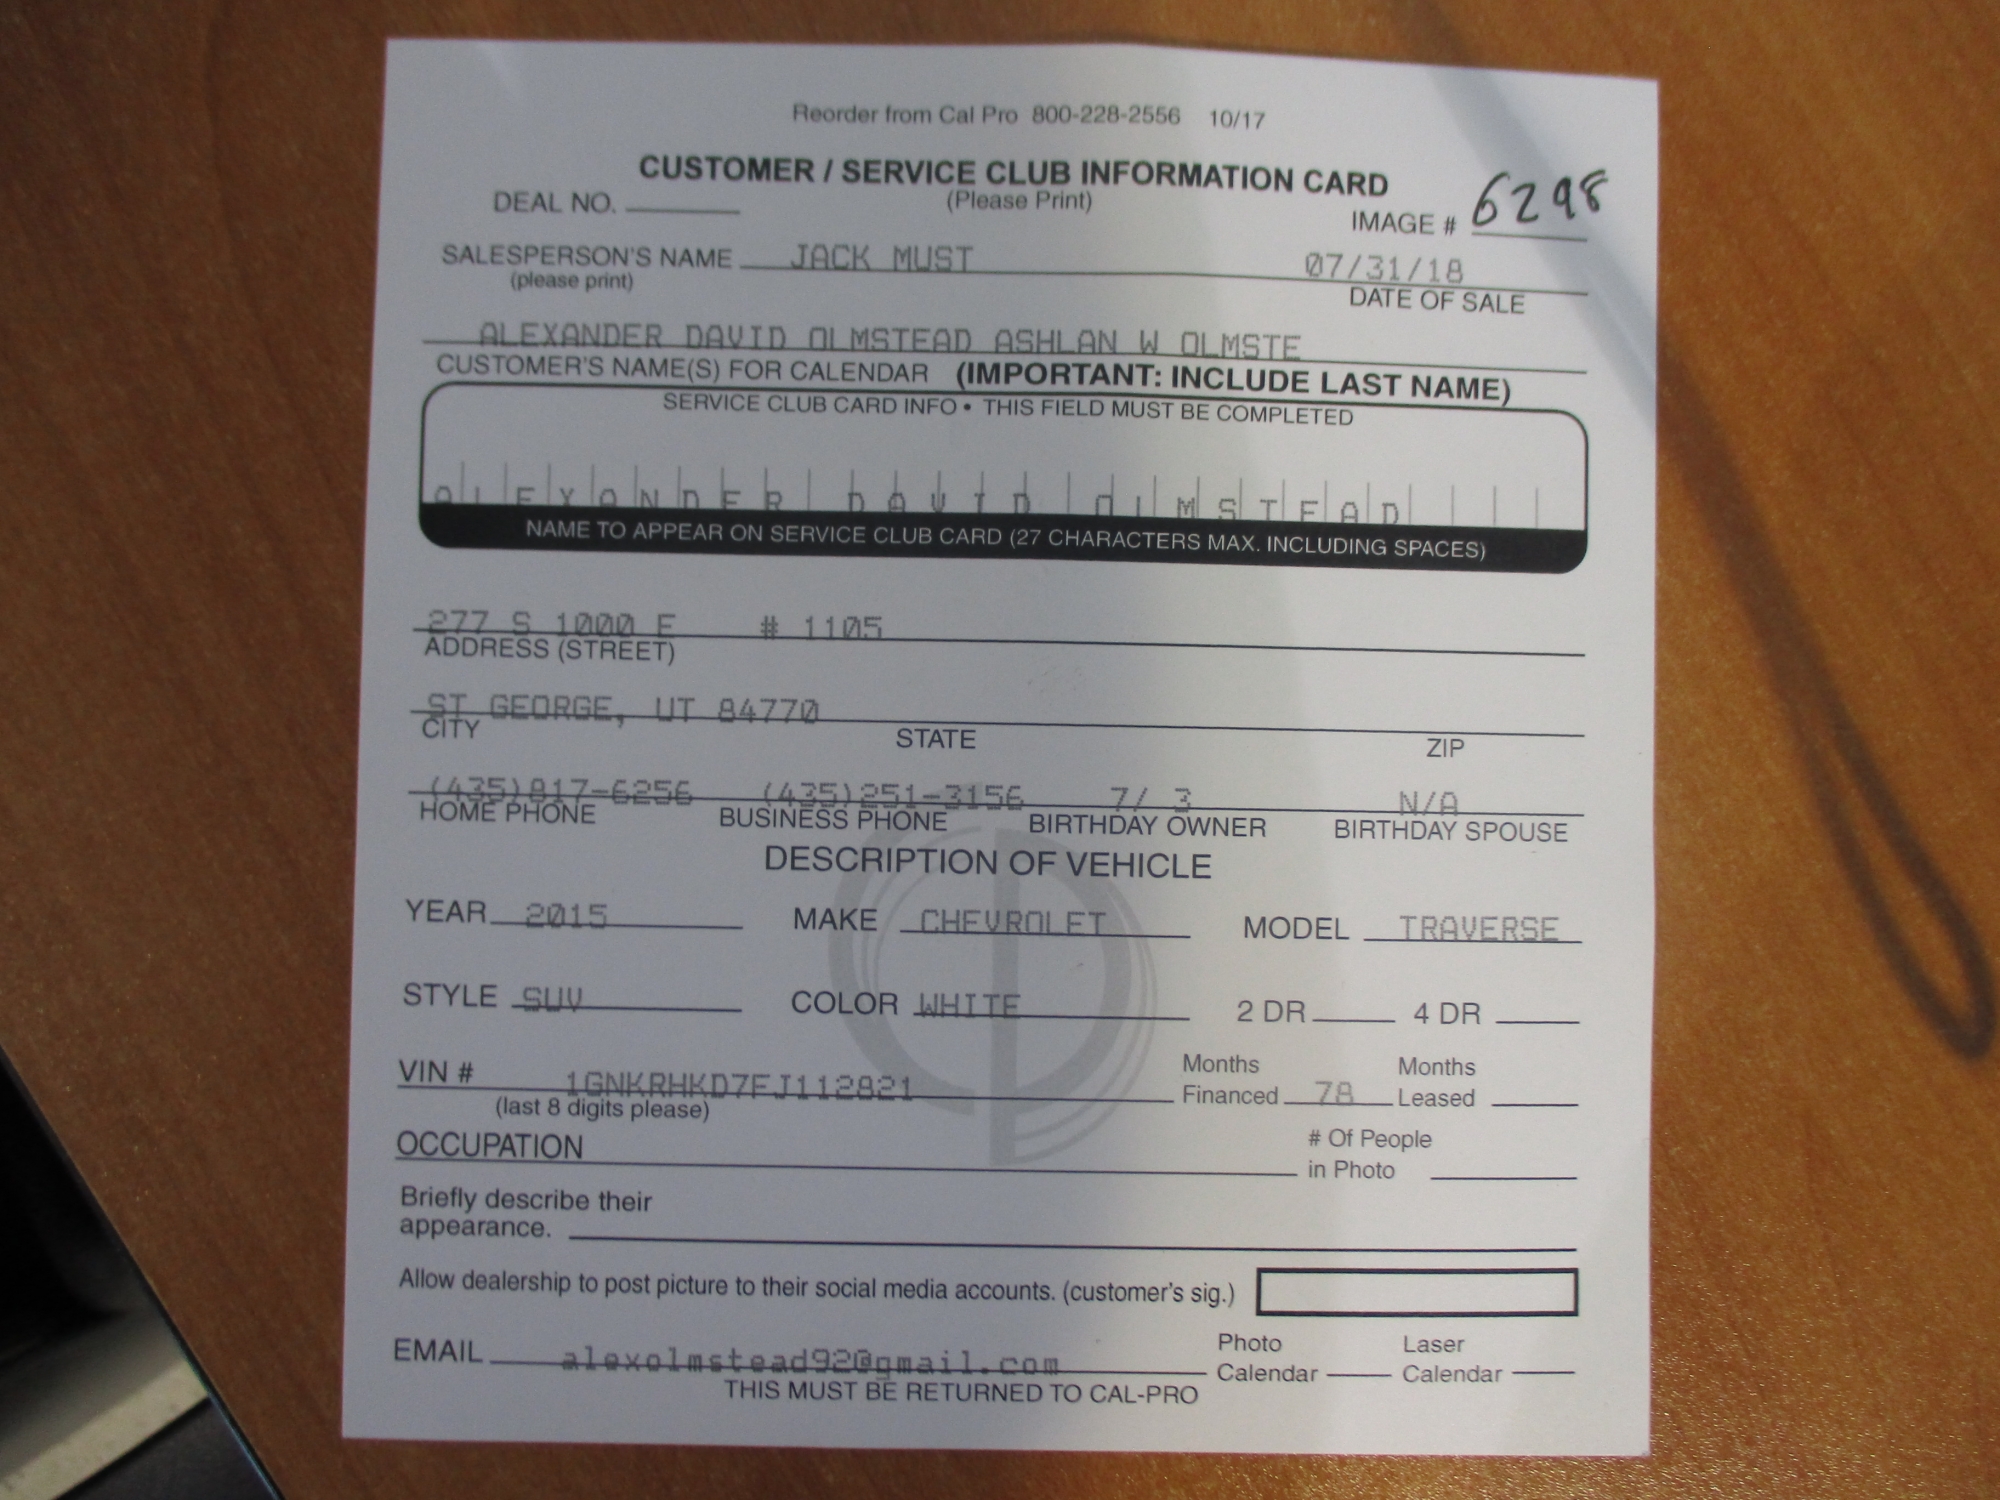 Reorder from Cal Pro 800-228-2556 10/17
CUSTOMER / SERVICE CLUB INFORMATION CARD
DEAL NO. (Please Print) IMAGE # 6298
SALESPERSON'S NAME JACK MUST 07/31/18
(please print) DATE OF SALE
ALEXANDER DAVID OLMSTEAD ASHLAN W OLMSTE
CUSTOMER'S NAME(S) FOR CALENDAR (IMPORTANT: INCLUDE LAST NAME)
SERVICE CLUB CARD INFO • THIS FIELD MUST BE COMPLETED
ALEXANDER DAVID OLMSTEAD
NAME TO APPEAR ON SERVICE CLUB CARD (27 CHARACTERS MAX. INCLUDING SPACES)
277 S 1000 E # 1105
ADDRESS (STREET)
ST GEORGE, UT 84770
CITY STATE ZIP
(435)817-6256 (435)251-3156 7/ 3 N/A
HOME PHONE BUSINESS PHONE BIRTHDAY OWNER BIRTHDAY SPOUSE
DESCRIPTION OF VEHICLE
YEAR 2015 MAKE CHEVROLET MODEL TRAVERSE
STYLE SUV COLOR WHITE 2 DR 4 DR
VIN # 1GNKRHKD7FJ112821 Months Financed 78 Months Leased
(last 8 digits please)
OCCUPATION # Of People in Photo
Briefly describe their
appearance.
Allow dealership to post picture to their social media accounts. (customer's sig.)
EMAIL alexolmstead92@gmail.com Photo Calendar Laser Calendar
THIS MUST BE RETURNED TO CAL-PRO